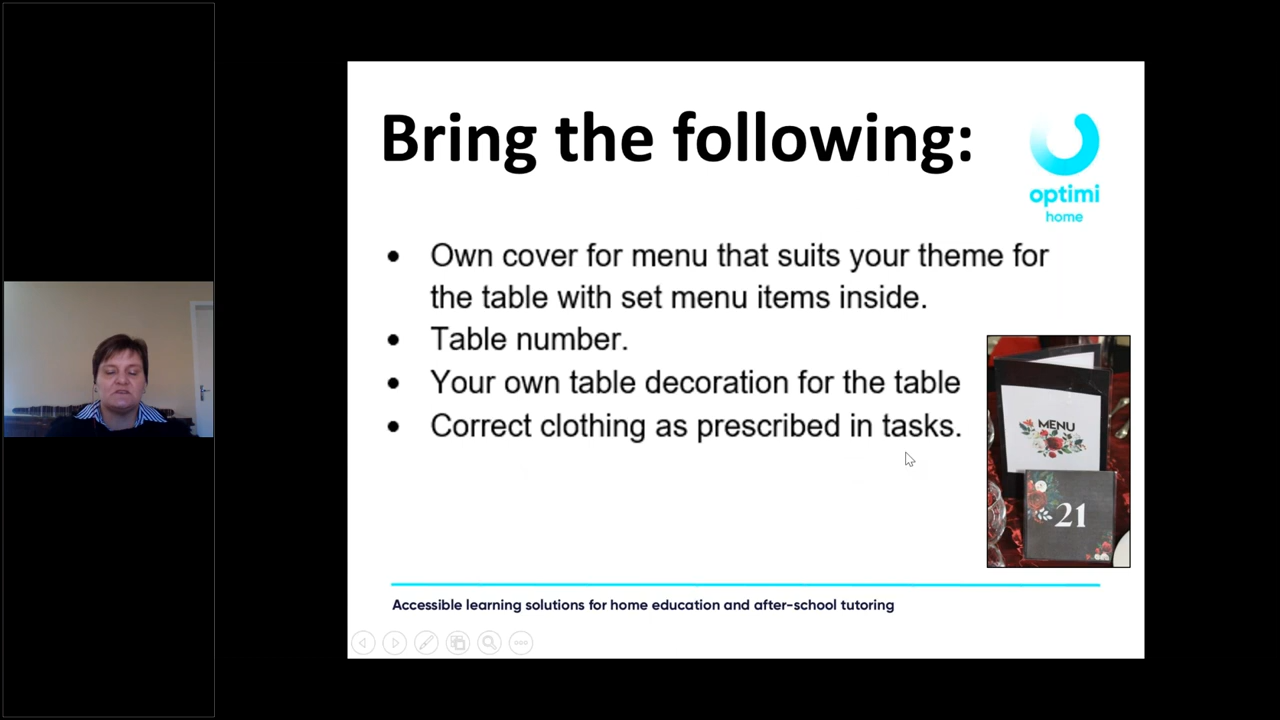 Bring the following:
optimi
home
• Own cover for menu that suits your theme for
the table with set menu items inside.
• Table number.
• Your own table decoration for the table
• Correct clothing as prescribed in tasks.
MENU
21
Accessible learning solutions for home education and after-school tutoring